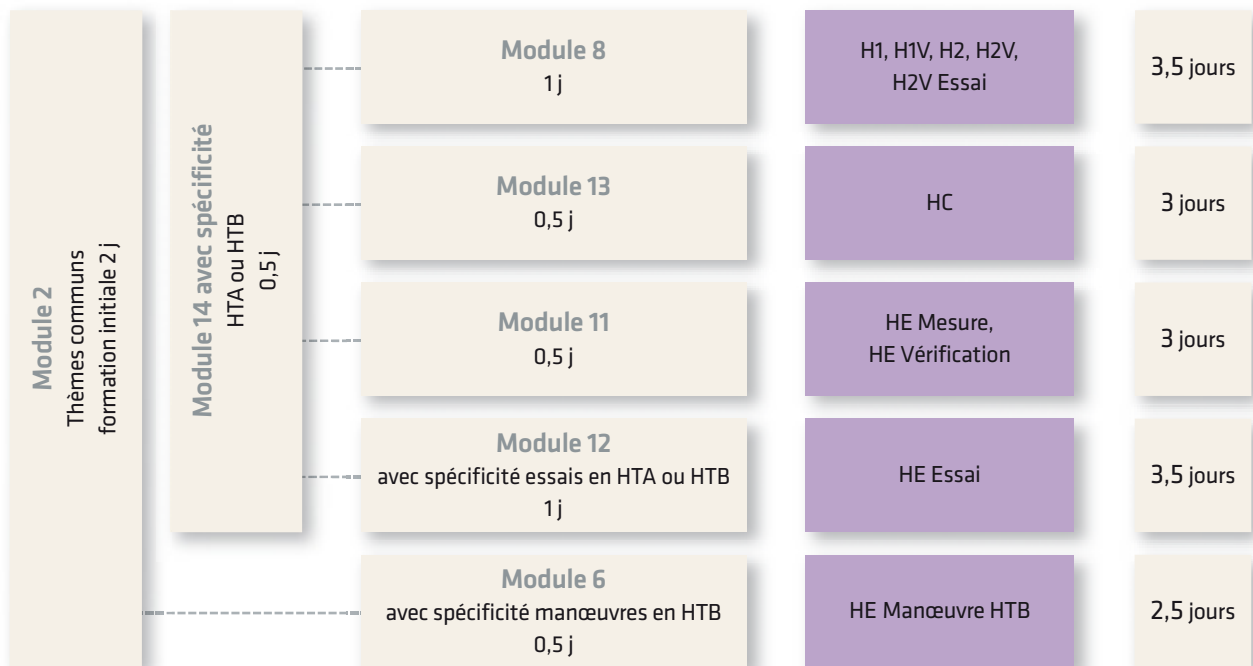 Module 2
Thèmes communs
formation initiale 2 j
Module 14 avec spécificité
HTA ou HTB
0,5 j
Module 8
1 j
H1, H1V, H2, H2V,
H2V Essai
3,5 jours
Module 13
0,5 j
HC
3 jours
Module 11
0,5 j
HE Mesure,
HE Vérification
3 jours
Module 12
avec spécificité essais en HTA ou HTB
1 j
HE Essai
3,5 jours
Module 6
avec spécificité manœuvres en HTB
0,5 j
HE Manœuvre HTB
2,5 jours